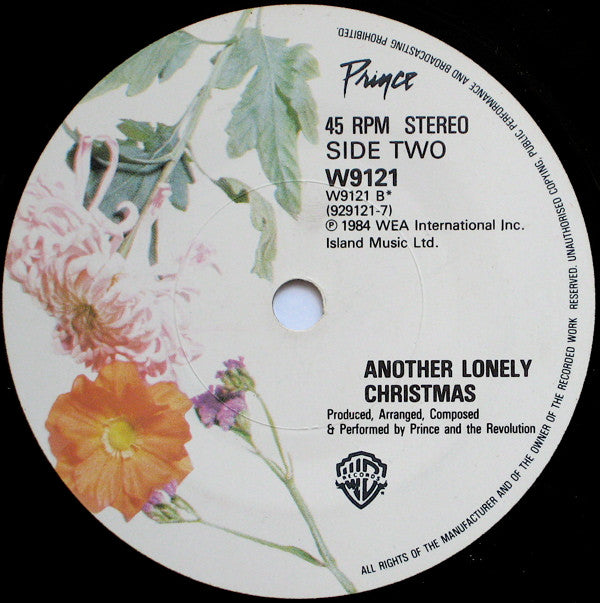 Prince
45 RPM STEREO
SIDE TWO
W9121
W9121 B*
(929121-7)
℗ 1984 WEA International Inc.
Island Music Ltd.
ANOTHER LONELY
CHRISTMAS
Produced, Arranged, Composed
& Performed by Prince and the Revolution
W
RECORDS
ALL RIGHTS OF THE MANUFACTURER AND OF THE OWNER OF THE RECORDED WORK RESERVED. UNAUTHORISED COPYING, PUBLIC PERFORMANCE AND BROADCASTING PROHIBITED.